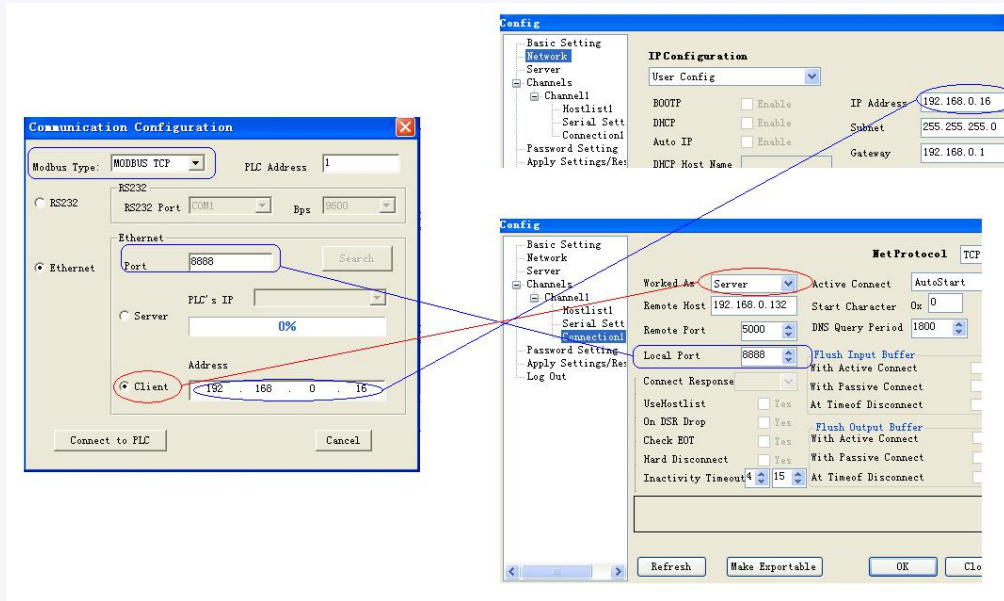 Communication Configuration
Modbus Type: MODBUS TCP PLC Address 1
RS232
RS232
RS232 Port COM1 Bps 9600
Ethernet
Ethernet
Port 8888 Search
PLC's IP
Server
0%
Address
Client 192 . 168 . 0 . 16
Connect to PLC Cancel
Config
Basic Setting
Network
Server
Channels
Channel1
Hostlist1
Serial Sett
Connection1
Password Setting
Apply Settings/Res
IPConfiguration
User Config
BOOTP Enable IP Address 192.168.0.16
DHCP Enable Subnet 255.255.255.0
Auto IP Enable Gateway 192.168.0.1
DHCP Host Name
Config
Basic Setting
Network
Server
Channels
Channel1
Hostlist1
Serial Sett
Connection1
Password Setting
Apply Settings/Res
Log Out
NetProtocol TCP
Worked As Server Active Connect AutoStart
Remote Host 192.168.0.132 Start Character 0x 0
Remote Port 5000 DNS Query Period 1800
Local Port 8888 Flush Input Buffer
With Active Connect
Connect Response With Passive Connect
UseHostlist Yes At Timeof Disconnect
On DSR Drop Yes Flush Output Buffer
Check EOT Yes With Active Connect
Hard Disconnect Yes With Passive Connect
Inactivity Timeout 4 15 At Timeof Disconnect
Refresh Make Exportable OK Clo